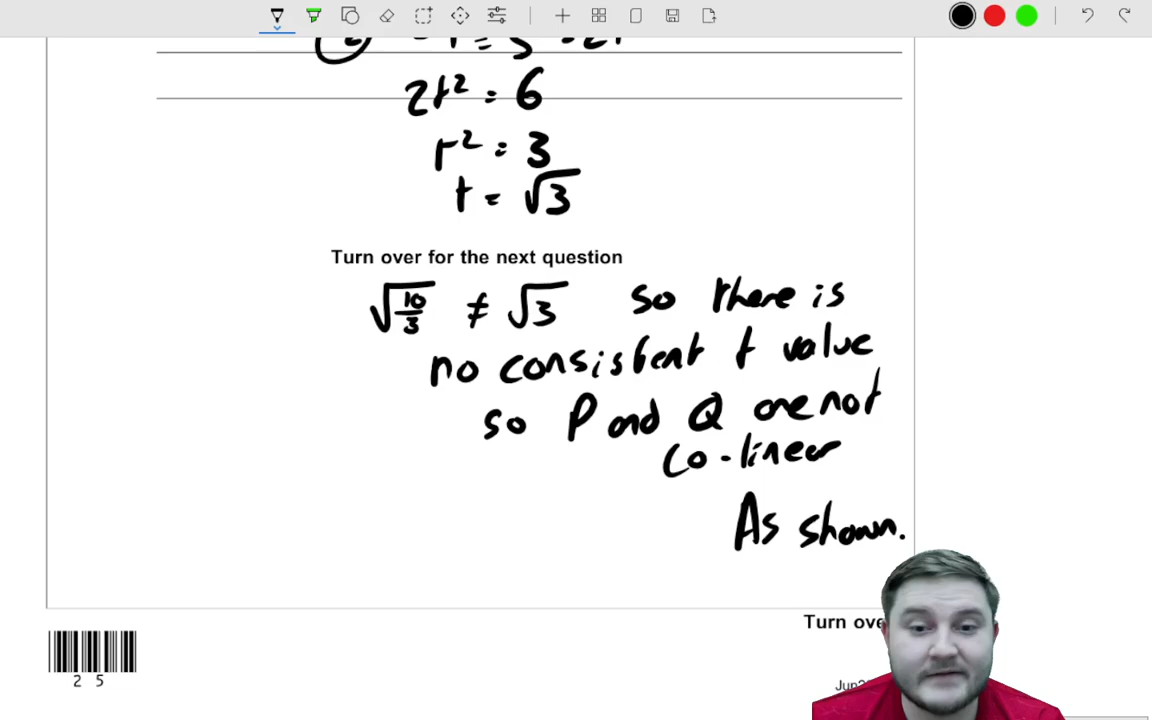 2t² = 6
t² = 3
t = √3
Turn over for the next question
√10/3 ≠ √3 so there is
no consistent t value
so P and Q are not
co-linear
As shown.
Turn ove
2 5